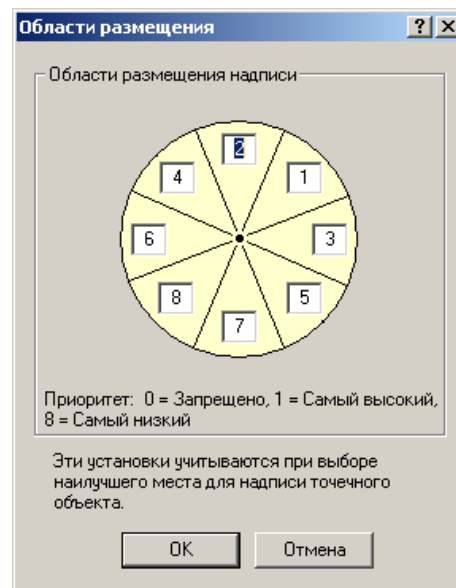 Области размещения
Области размещения надписи
2
4
1
6
3
8
5
7
Приоритет: 0 = Запрещено, 1 = Самый высокий,
8 = Самый низкий
Эти установки учитываются при выборе
наилучшего места для надписи точечного
объекта.
OK
Отмена